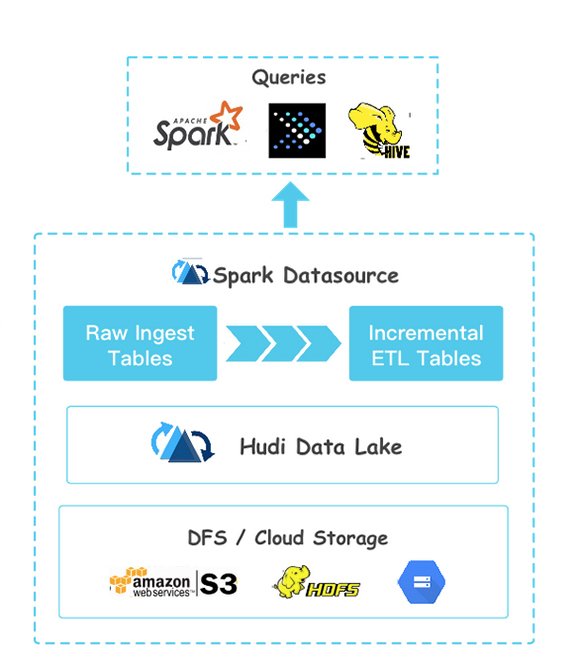 Queries
APACHE
Spark
HIVE
Spark Datasource
Raw Ingest
Tables
Incremental
ETL Tables
Hudi Data Lake
DFS / Cloud Storage
amazon
web services™
S3
HDFS